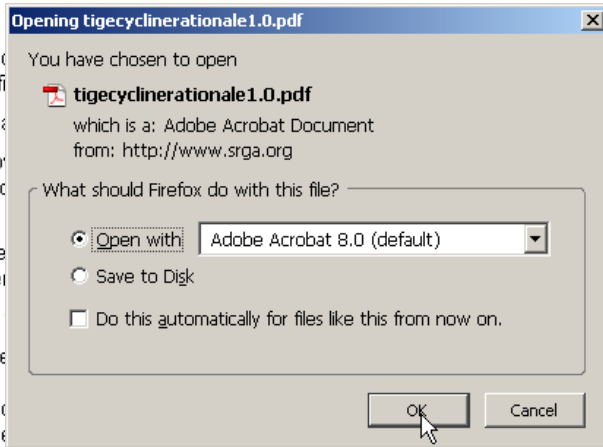 Opening tigecyclinerationale1.0.pdf
You have chosen to open
tigecyclinerationale1.0.pdf
which is a: Adobe Acrobat Document
from: http://www.srga.org
What should Firefox do with this file?
Open with Adobe Acrobat 8.0 (default)
Save to Disk
Do this automatically for files like this from now on.
OK Cancel